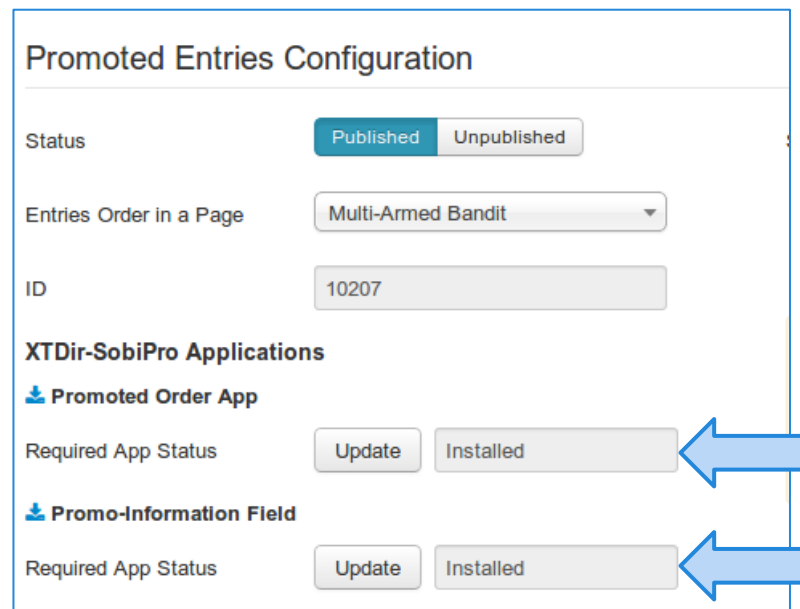 Promoted Entries Configuration
Status Published Unpublished
Entries Order in a Page Multi-Armed Bandit
ID 10207
XTDir-SobiPro Applications
Promoted Order App
Required App Status Update Installed
Promo-Information Field
Required App Status Update Installed